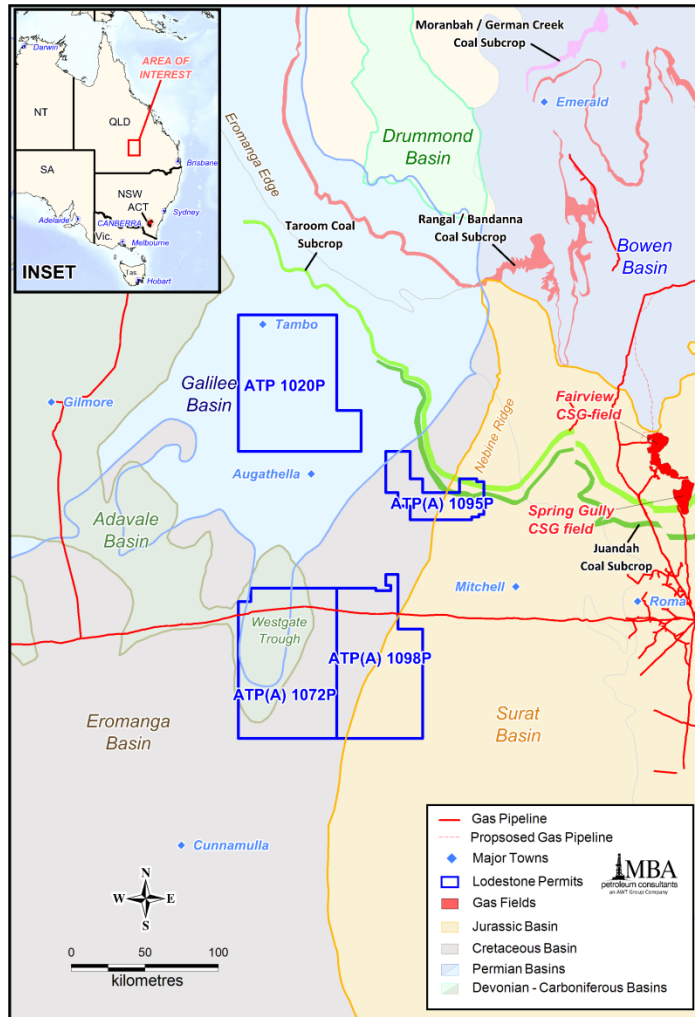 Darwin
AREA OF
INTEREST
NT
QLD
Brisbane
SA
NSW
ACT
Adelaide
CANBERRA
Sydney
Vic.
Melbourne
Tas.
Hobart
INSET
Moranbah / German Creek
Coal Subcrop
Emerald
Drummond
Basin
Eromanga Edge
Taroom Coal
Subcrop
Rangal / Bandanna
Coal Subcrop
Bowen
Basin
Tambo
Galilee
Basin
ATP 1020P
Gilmore
Nebine Ridge
Fairview
CSG field
Augathella
ATP(A) 1095P
Spring Gully
CSG field
Adavale
Basin
Juandah
Coal Subcrop
Mitchell
Roma
Westgate
Trough
ATP(A) 1098P
ATP(A) 1072P
Eromanga
Basin
Surat
Basin
Cunnamulla
N
W
E
S
0
50
100
kilometres
Gas Pipeline
Propsosed Gas Pipeline
Major Towns
Lodestone Permits
Gas Fields
Jurassic Basin
Cretaceous Basin
Permian Basins
Devonian - Carboniferous Basins
MBA
petroleum consultants
an AWT Group Company